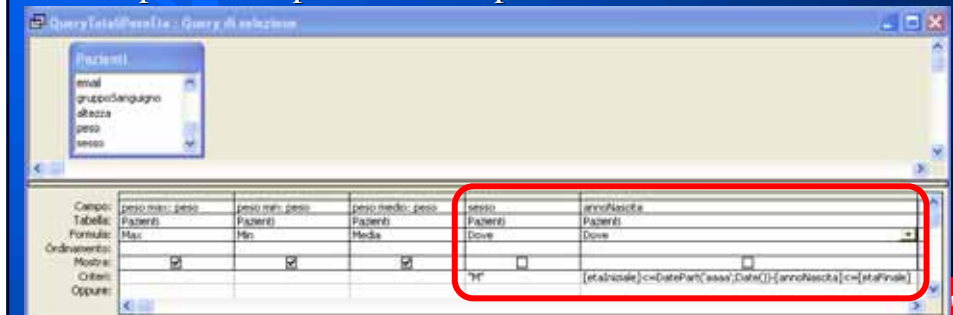 QueryTotaliPesoEta : Query di selezione
Pazienti
email
gruppoSanguigno
altezza
peso
sesso
Campo: peso max: peso peso min: peso peso medio: peso sesso annoNascita
Tabella: Pazienti Pazienti Pazienti Pazienti Pazienti
Formula: Max Min Media Dove Dove
Ordinamento:
Mostra:
Criteri: "M" [etaIniziale]<=DatePart('aaaa';Date())-[annoNascita]<=[etaFinale]
Oppure: